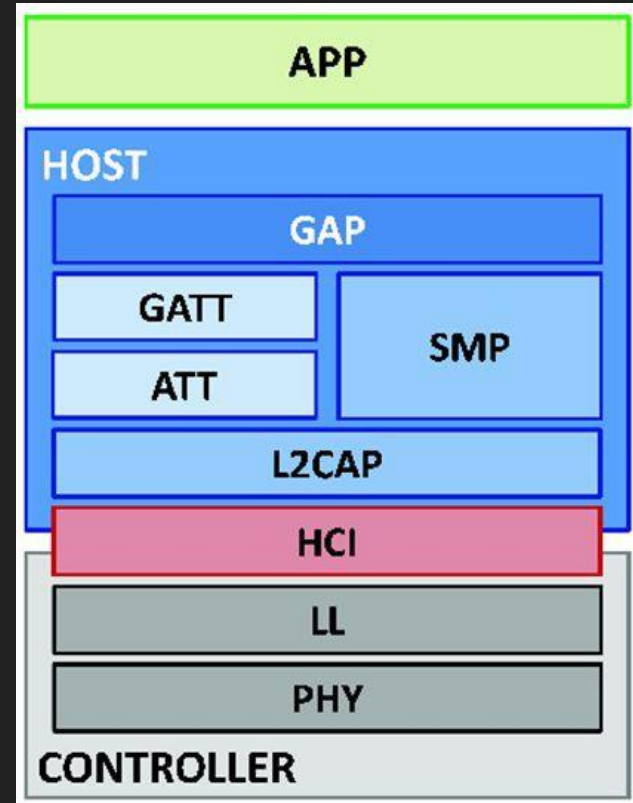 APP
HOST
GAP
GATT
SMP
ATT
L2CAP
HCI
LL
PHY
CONTROLLER